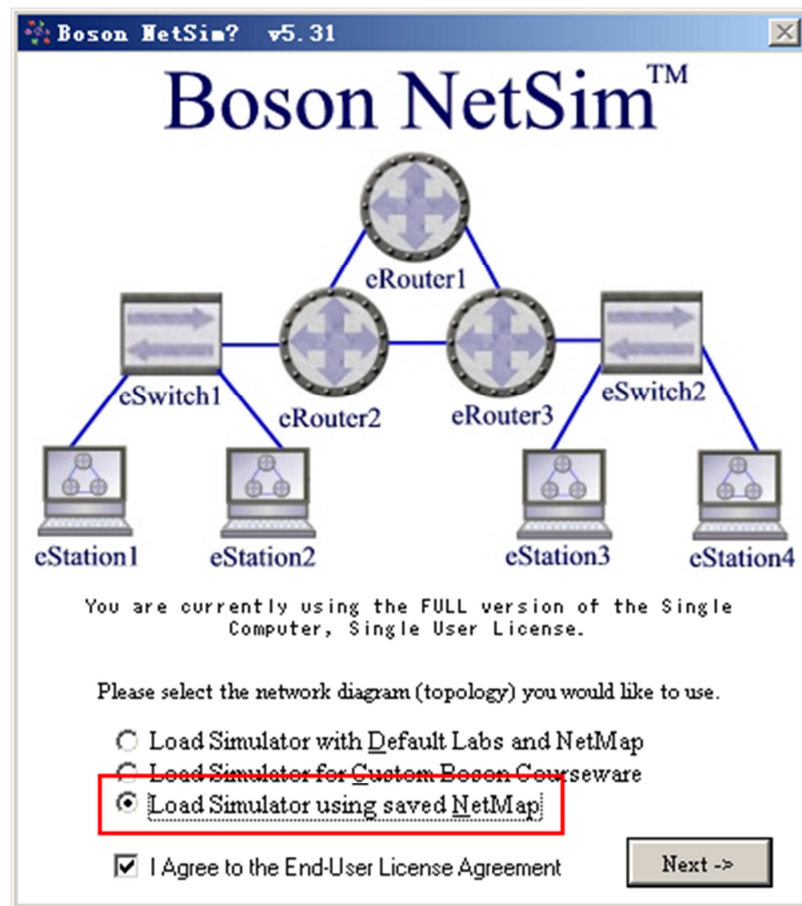 Boson NetSim? v5.31
Boson NetSim™
eRouter1
eSwitch1
eRouter2
eRouter3
eSwitch2
eStation1
eStation2
eStation3
eStation4
You are currently using the FULL version of the Single
Computer, Single User License.
Please select the network diagram (topology) you would like to use.
Load Simulator with Default Labs and NetMap
Load Simulator for Custom Boson Courseware
Load Simulator using saved NetMap
I Agree to the End-User License Agreement
Next ->